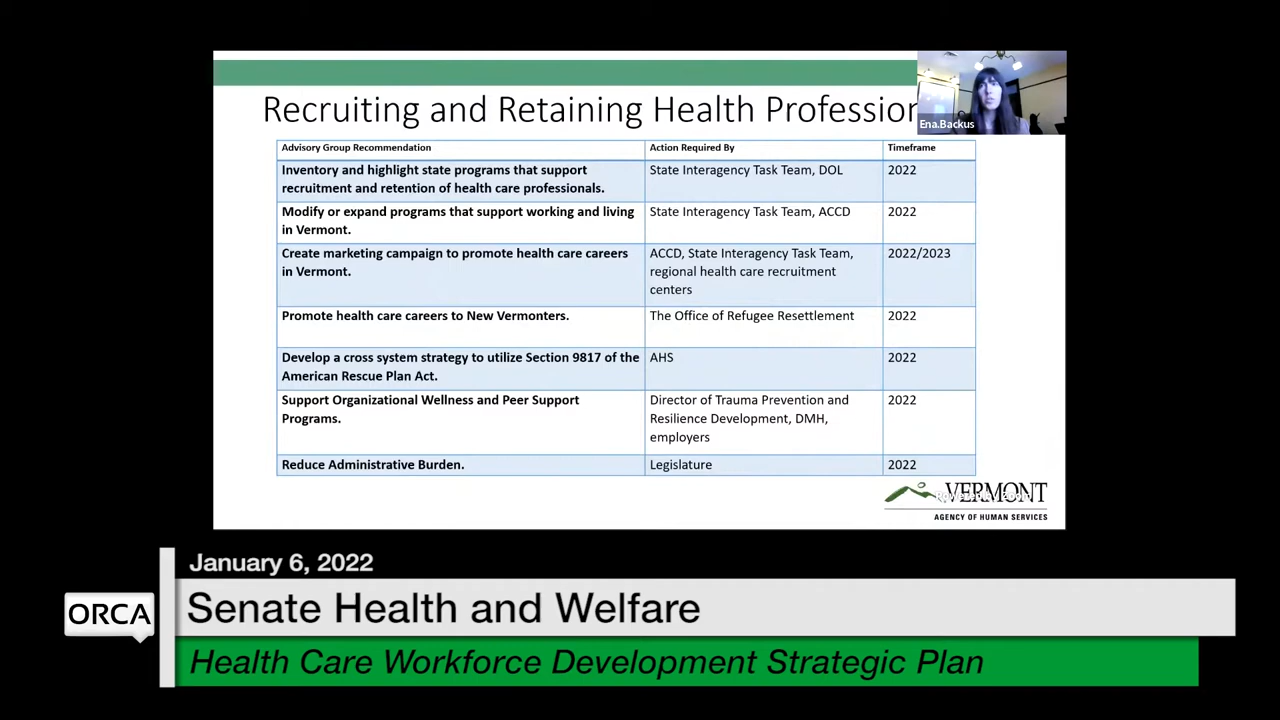 Recruiting and Retaining Health Profession
Ena.Backus
Advisory Group Recommendation
Action Required By
Timeframe
Inventory and highlight state programs that support
recruitment and retention of health care professionals.
State Interagency Task Team, DOL
2022
Modify or expand programs that support working and living
in Vermont.
State Interagency Task Team, ACCD
2022
Create marketing campaign to promote health care careers
in Vermont.
ACCD, State Interagency Task Team,
regional health care recruitment
centers
2022/2023
Promote health care careers to New Vermonters.
The Office of Refugee Resettlement
2022
Develop a cross system strategy to utilize Section 9817 of the
American Rescue Plan Act.
AHS
2022
Support Organizational Wellness and Peer Support
Programs.
Director of Trauma Prevention and
Resilience Development, DMH,
employers
2022
Reduce Administrative Burden.
Legislature
2022
VERMONT
AGENCY OF HUMAN SERVICES
January 6, 2022
ORCA
Senate Health and Welfare
Health Care Workforce Development Strategic Plan